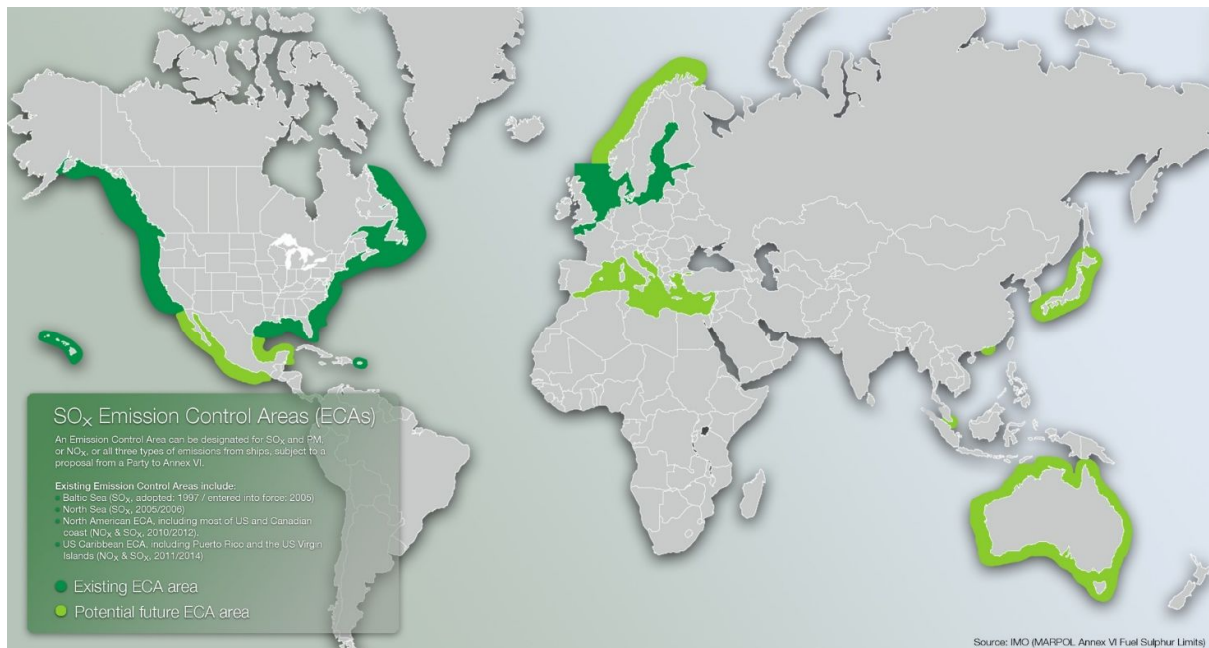 SOX Emission Control Areas (ECAs)
An Emission Control Area can be designated for SOX and PM,
or NOX, or all three types of emissions from ships, subject to a
proposal from a Party to Annex VI.
Existing Emission Control Areas include:
Baltic Sea (SOX, adopted: 1997 / entered into force: 2005)
North Sea (SOX, 2005/2006)
North American ECA, including most of US and Canadian
coast (NOX & SOX, 2010/2012).
US Caribbean ECA, including Puerto Rico and the US Virgin
Islands (NOX & SOX, 2011/2014)
Existing ECA area
Potential future ECA area
Source: IMO (MARPOL Annex VI Fuel Sulphur Limits)